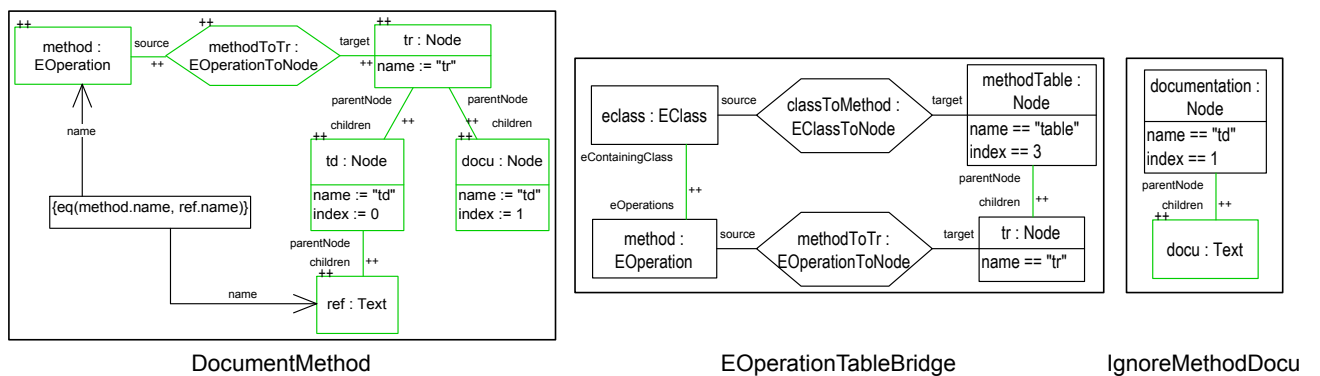 ++
method :
EOperation
source
++
++
methodToTr :
EOperationToNode
target
++
++
tr : Node
name := "tr"
parentNode
++
children
parentNode
++
children
name
++
td : Node
name := "td"
index := 0
++
docu : Node
name := "td"
index := 1
{eq(method.name, ref.name)}
parentNode
children
++
++
name
ref : Text
DocumentMethod
eclass : EClass
source
classToMethod :
EClassToNode
target
methodTable :
Node
name == "table"
index == 3
eContainingClass
++
eOperations
parentNode
children
++
method :
EOperation
source
methodToTr :
EOperationToNode
target
tr : Node
name == "tr"
EOperationTableBridge
documentation :
Node
name == "td"
index == 1
parentNode
children
++
++
docu : Text
IgnoreMethodDocu